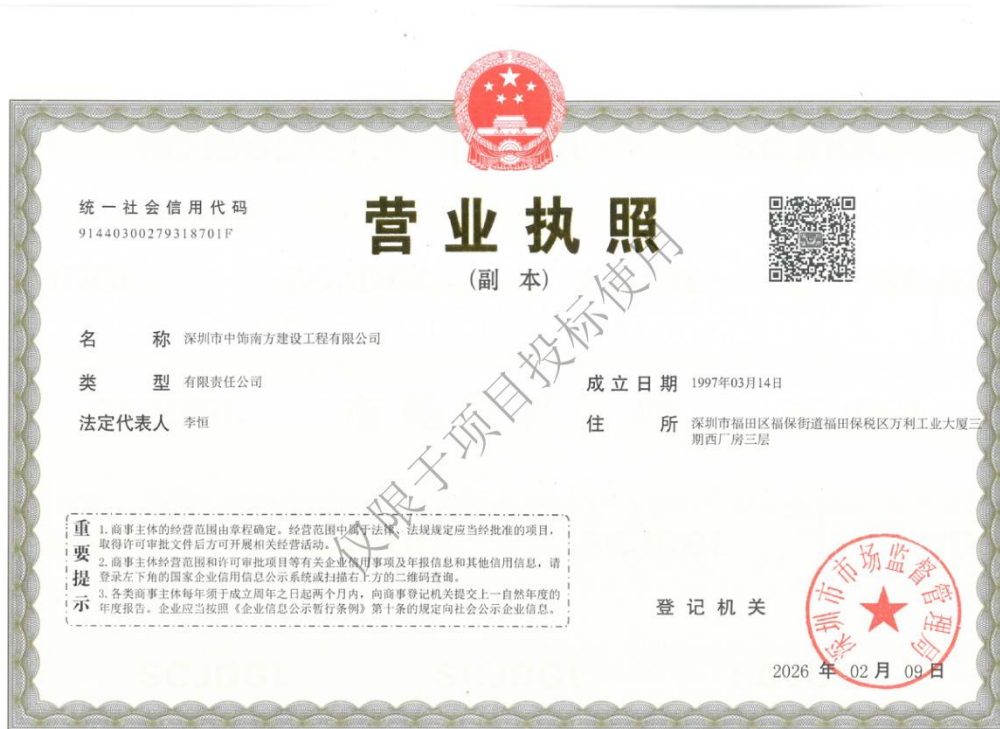 统一社会信用代码
91440300279318701F
营业执照
(副 本)
名 称 深圳市中饰南方建设工程有限公司
类 型 有限责任公司
法定代表人 李恒
成立日期 1997年03月14日
住 所 深圳市福田区福保街道福田保税区万利工业大厦三
期西厂房三层
仅限于项目投标使用
重要提示
1.商事主体的经营范围由章程确定。经营范围中属于法律、法规规定应当经批准的项目,
取得许可审批文件后方可开展相关经营活动。
2.商事主体经营范围和许可审批项目等有关企业信用事项及年报信息和其他信用信息,请
登录左下角的国家企业信用信息公示系统或扫描右上方的二维码查询。
3.各类商事主体每年须于成立周年之日起两个月内,向商事登记机关提交上一自然年度的
年度报告。企业应当按照《企业信息公示暂行条例》第十条的规定向社会公示企业信息。
登记机关
深圳市市场监督管理局
2026 年 02 月 09 日